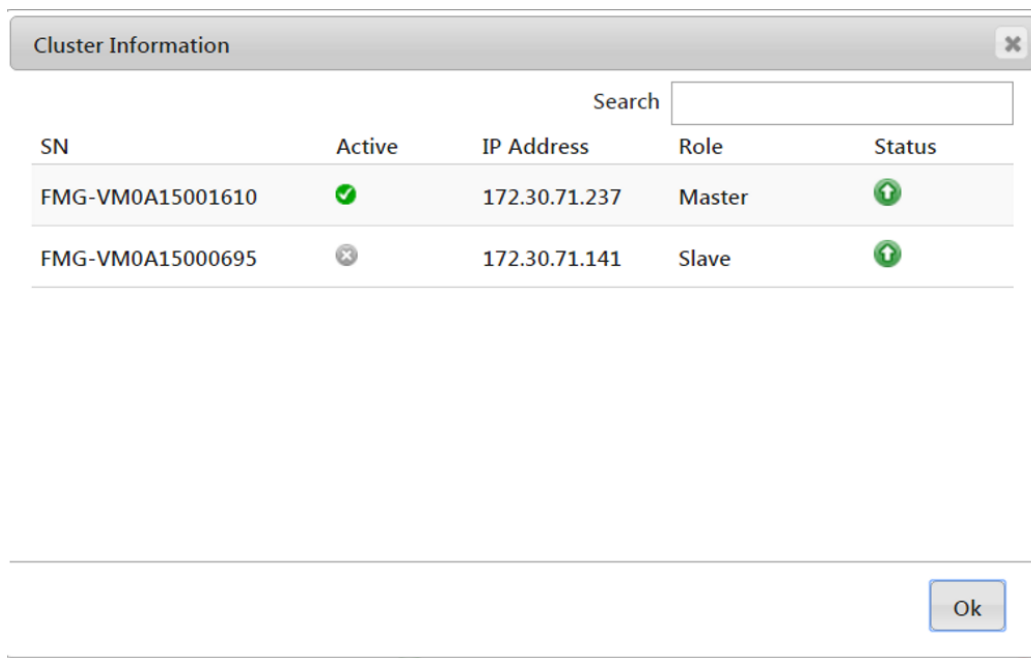 Cluster Information
Search
SN Active IP Address Role Status
FMG-VM0A15001610 172.30.71.237 Master
FMG-VM0A15000695 172.30.71.141 Slave
Ok